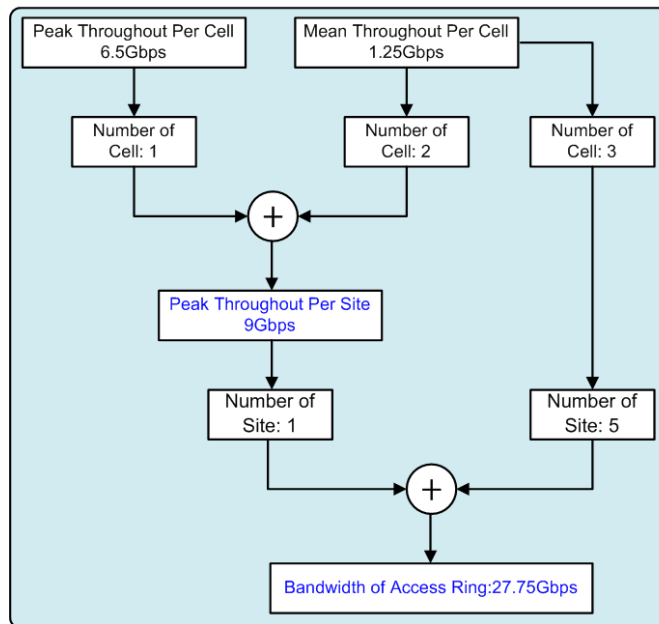 Peak Throughout Per Cell
6.5Gbps
Mean Throughout Per Cell
1.25Gbps
Number of
Cell: 1
Number of
Cell: 2
Number of
Cell: 3
+
Peak Throughout Per Site
9Gbps
Number of
Site: 1
Number of
Site: 5
+
Bandwidth of Access Ring:27.75Gbps